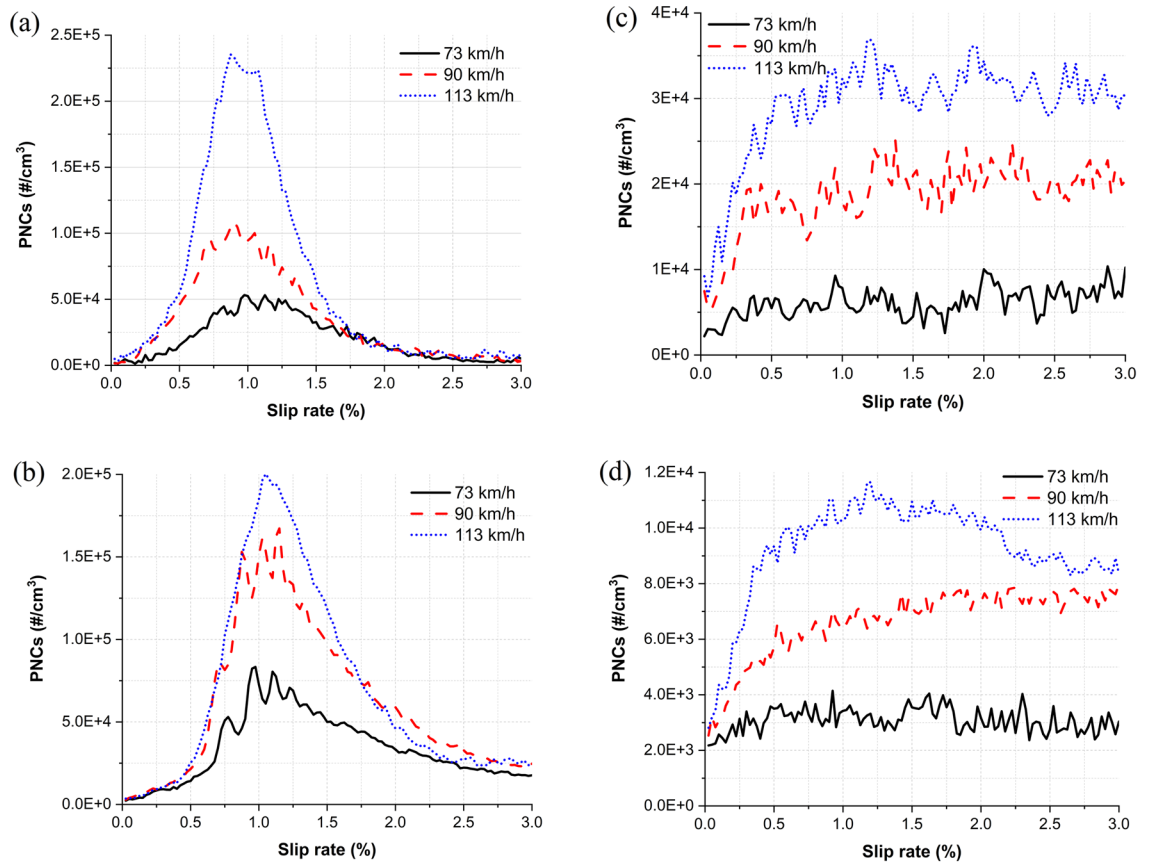 (a)
2.5E+5
2.0E+5
1.5E+5
1.0E+5
5.0E+4
0.0E+0
PNCs (#/cm³)
73 km/h
90 km/h
113 km/h
0.0 0.5 1.0 1.5 2.0 2.5 3.0
Slip rate (%)
(c)
4E+4
3E+4
2E+4
1E+4
0E+0
PNCs (#/cm³)
73 km/h
90 km/h
113 km/h
0.0 0.5 1.0 1.5 2.0 2.5 3.0
Slip rate (%)
(b)
2.0E+5
1.5E+5
1.0E+5
5.0E+4
0.0E+0
PNCs (#/cm³)
73 km/h
90 km/h
113 km/h
0.0 0.5 1.0 1.5 2.0 2.5 3.0
Slip rate (%)
(d)
1.2E+4
1.0E+4
8.0E+3
6.0E+3
4.0E+3
2.0E+3
0.0E+0
PNCs (#/cm³)
73 km/h
90 km/h
113 km/h
0.0 0.5 1.0 1.5 2.0 2.5 3.0
Slip rate (%)